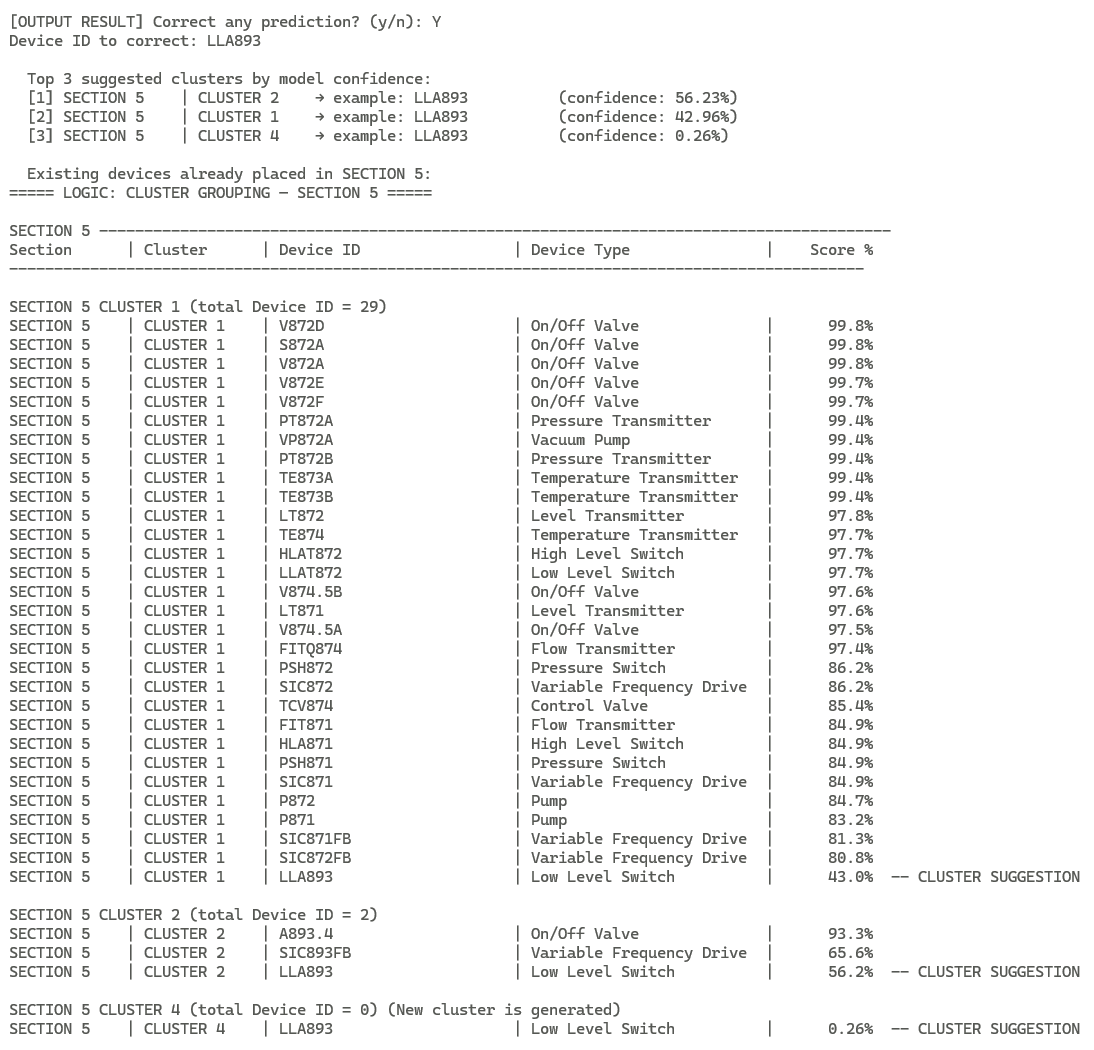 [OUTPUT RESULT] Correct any prediction? (y/n): Y
Device ID to correct: LLA893

  Top 3 suggested clusters by model confidence:
  [1] SECTION 5    | CLUSTER 2    → example: LLA893          (confidence: 56.23%)
  [2] SECTION 5    | CLUSTER 1    → example: LLA893          (confidence: 42.96%)
  [3] SECTION 5    | CLUSTER 4    → example: LLA893          (confidence: 0.26%)

  Existing devices already placed in SECTION 5:
===== LOGIC: CLUSTER GROUPING — SECTION 5 =====

SECTION 5 ----------------------------------------------------------------------------------------
Section      | Cluster      | Device ID                 | Device Type               |    Score %
-----------------------------------------------------------------------------------------------

SECTION 5 CLUSTER 1 (total Device ID = 29)
SECTION 5    | CLUSTER 1    | V872D                     | On/Off Valve              |      99.8%
SECTION 5    | CLUSTER 1    | S872A                     | On/Off Valve              |      99.8%
SECTION 5    | CLUSTER 1    | V872A                     | On/Off Valve              |      99.8%
SECTION 5    | CLUSTER 1    | V872E                     | On/Off Valve              |      99.7%
SECTION 5    | CLUSTER 1    | V872F                     | On/Off Valve              |      99.7%
SECTION 5    | CLUSTER 1    | PT872A                    | Pressure Transmitter      |      99.4%
SECTION 5    | CLUSTER 1    | VP872A                    | Vacuum Pump               |      99.4%
SECTION 5    | CLUSTER 1    | PT872B                    | Pressure Transmitter      |      99.4%
SECTION 5    | CLUSTER 1    | TE873A                    | Temperature Transmitter   |      99.4%
SECTION 5    | CLUSTER 1    | TE873B                    | Temperature Transmitter   |      99.4%
SECTION 5    | CLUSTER 1    | LT872                     | Level Transmitter         |      97.8%
SECTION 5    | CLUSTER 1    | TE874                     | Temperature Transmitter   |      97.7%
SECTION 5    | CLUSTER 1    | HLAT872                   | High Level Switch         |      97.7%
SECTION 5    | CLUSTER 1    | LLAT872                   | Low Level Switch          |      97.7%
SECTION 5    | CLUSTER 1    | V874.5B                   | On/Off Valve              |      97.6%
SECTION 5    | CLUSTER 1    | LT871                     | Level Transmitter         |      97.6%
SECTION 5    | CLUSTER 1    | V874.5A                   | On/Off Valve              |      97.5%
SECTION 5    | CLUSTER 1    | FITQ874                   | Flow Transmitter          |      97.4%
SECTION 5    | CLUSTER 1    | PSH872                    | Pressure Switch           |      86.2%
SECTION 5    | CLUSTER 1    | SIC872                    | Variable Frequency Drive  |      86.2%
SECTION 5    | CLUSTER 1    | TCV874                    | Control Valve             |      85.4%
SECTION 5    | CLUSTER 1    | FIT871                    | Flow Transmitter          |      84.9%
SECTION 5    | CLUSTER 1    | HLA871                    | High Level Switch         |      84.9%
SECTION 5    | CLUSTER 1    | PSH871                    | Pressure Switch           |      84.9%
SECTION 5    | CLUSTER 1    | SIC871                    | Variable Frequency Drive  |      84.9%
SECTION 5    | CLUSTER 1    | P872                      | Pump                      |      84.7%
SECTION 5    | CLUSTER 1    | P871                      | Pump                      |      83.2%
SECTION 5    | CLUSTER 1    | SIC871FB                  | Variable Frequency Drive  |      81.3%
SECTION 5    | CLUSTER 1    | SIC872FB                  | Variable Frequency Drive  |      80.8%
SECTION 5    | CLUSTER 1    | LLA893                    | Low Level Switch          |      43.0%  -- CLUSTER SUGGESTION

SECTION 5 CLUSTER 2 (total Device ID = 2)
SECTION 5    | CLUSTER 2    | A893.4                    | On/Off Valve              |      93.3%
SECTION 5    | CLUSTER 2    | SIC893FB                  | Variable Frequency Drive  |      65.6%
SECTION 5    | CLUSTER 2    | LLA893                    | Low Level Switch          |      56.2%  -- CLUSTER SUGGESTION

SECTION 5 CLUSTER 4 (total Device ID = 0) (New cluster is generated)
SECTION 5    | CLUSTER 4    | LLA893                    | Low Level Switch          |      0.26%  -- CLUSTER SUGGESTION